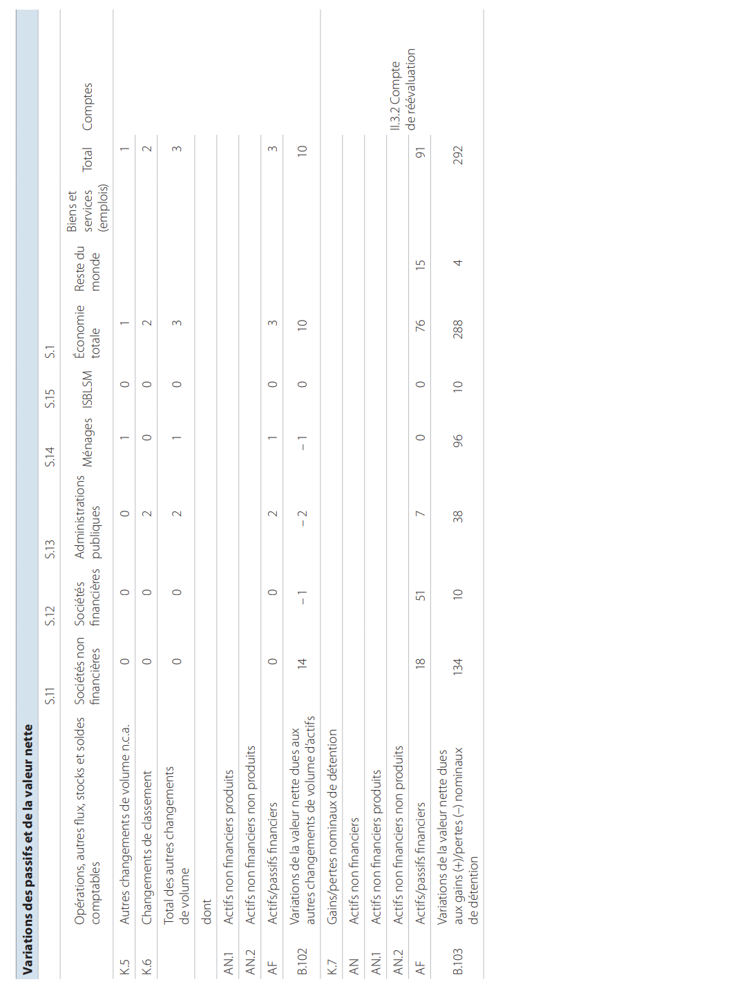 Variations des passifs et de la valeur nette
S.11 S.12 S.13 S.14 S.15 S.1
Opérations, autres flux, stocks et soldes comptables Sociétés non financières Sociétés financières Administrations publiques Ménages ISBLSM Économie totale Reste du monde Biens et services (emplois) Total Comptes
K.5 Autres changements de volume n.c.a. 0 0 0 1 0 1 1
K.6 Changements de classement 0 0 2 0 0 2 2
Total des autres changements
de volume 0 0 2 1 0 3 3
dont
AN.1 Actifs non financiers produits
AN.2 Actifs non financiers non produits
AF Actifs/passifs financiers 0 0 2 1 0 3 3
B.102 Variations de la valeur nette dues aux
autres changements de volume d'actifs 14 – 1 – 2 – 1 0 10 10
K.7 Gains/pertes nominaux de détention
AN Actifs non financiers
AN.1 Actifs non financiers produits
AN.2 Actifs non financiers non produits
II.3.2 Compte
de réévaluation
AF Actifs/passifs financiers 18 51 7 0 0 76 15 91
B.103 Variations de la valeur nette dues
aux gains (+)/pertes (–) nominaux
de détention 134 10 38 96 10 288 4 292